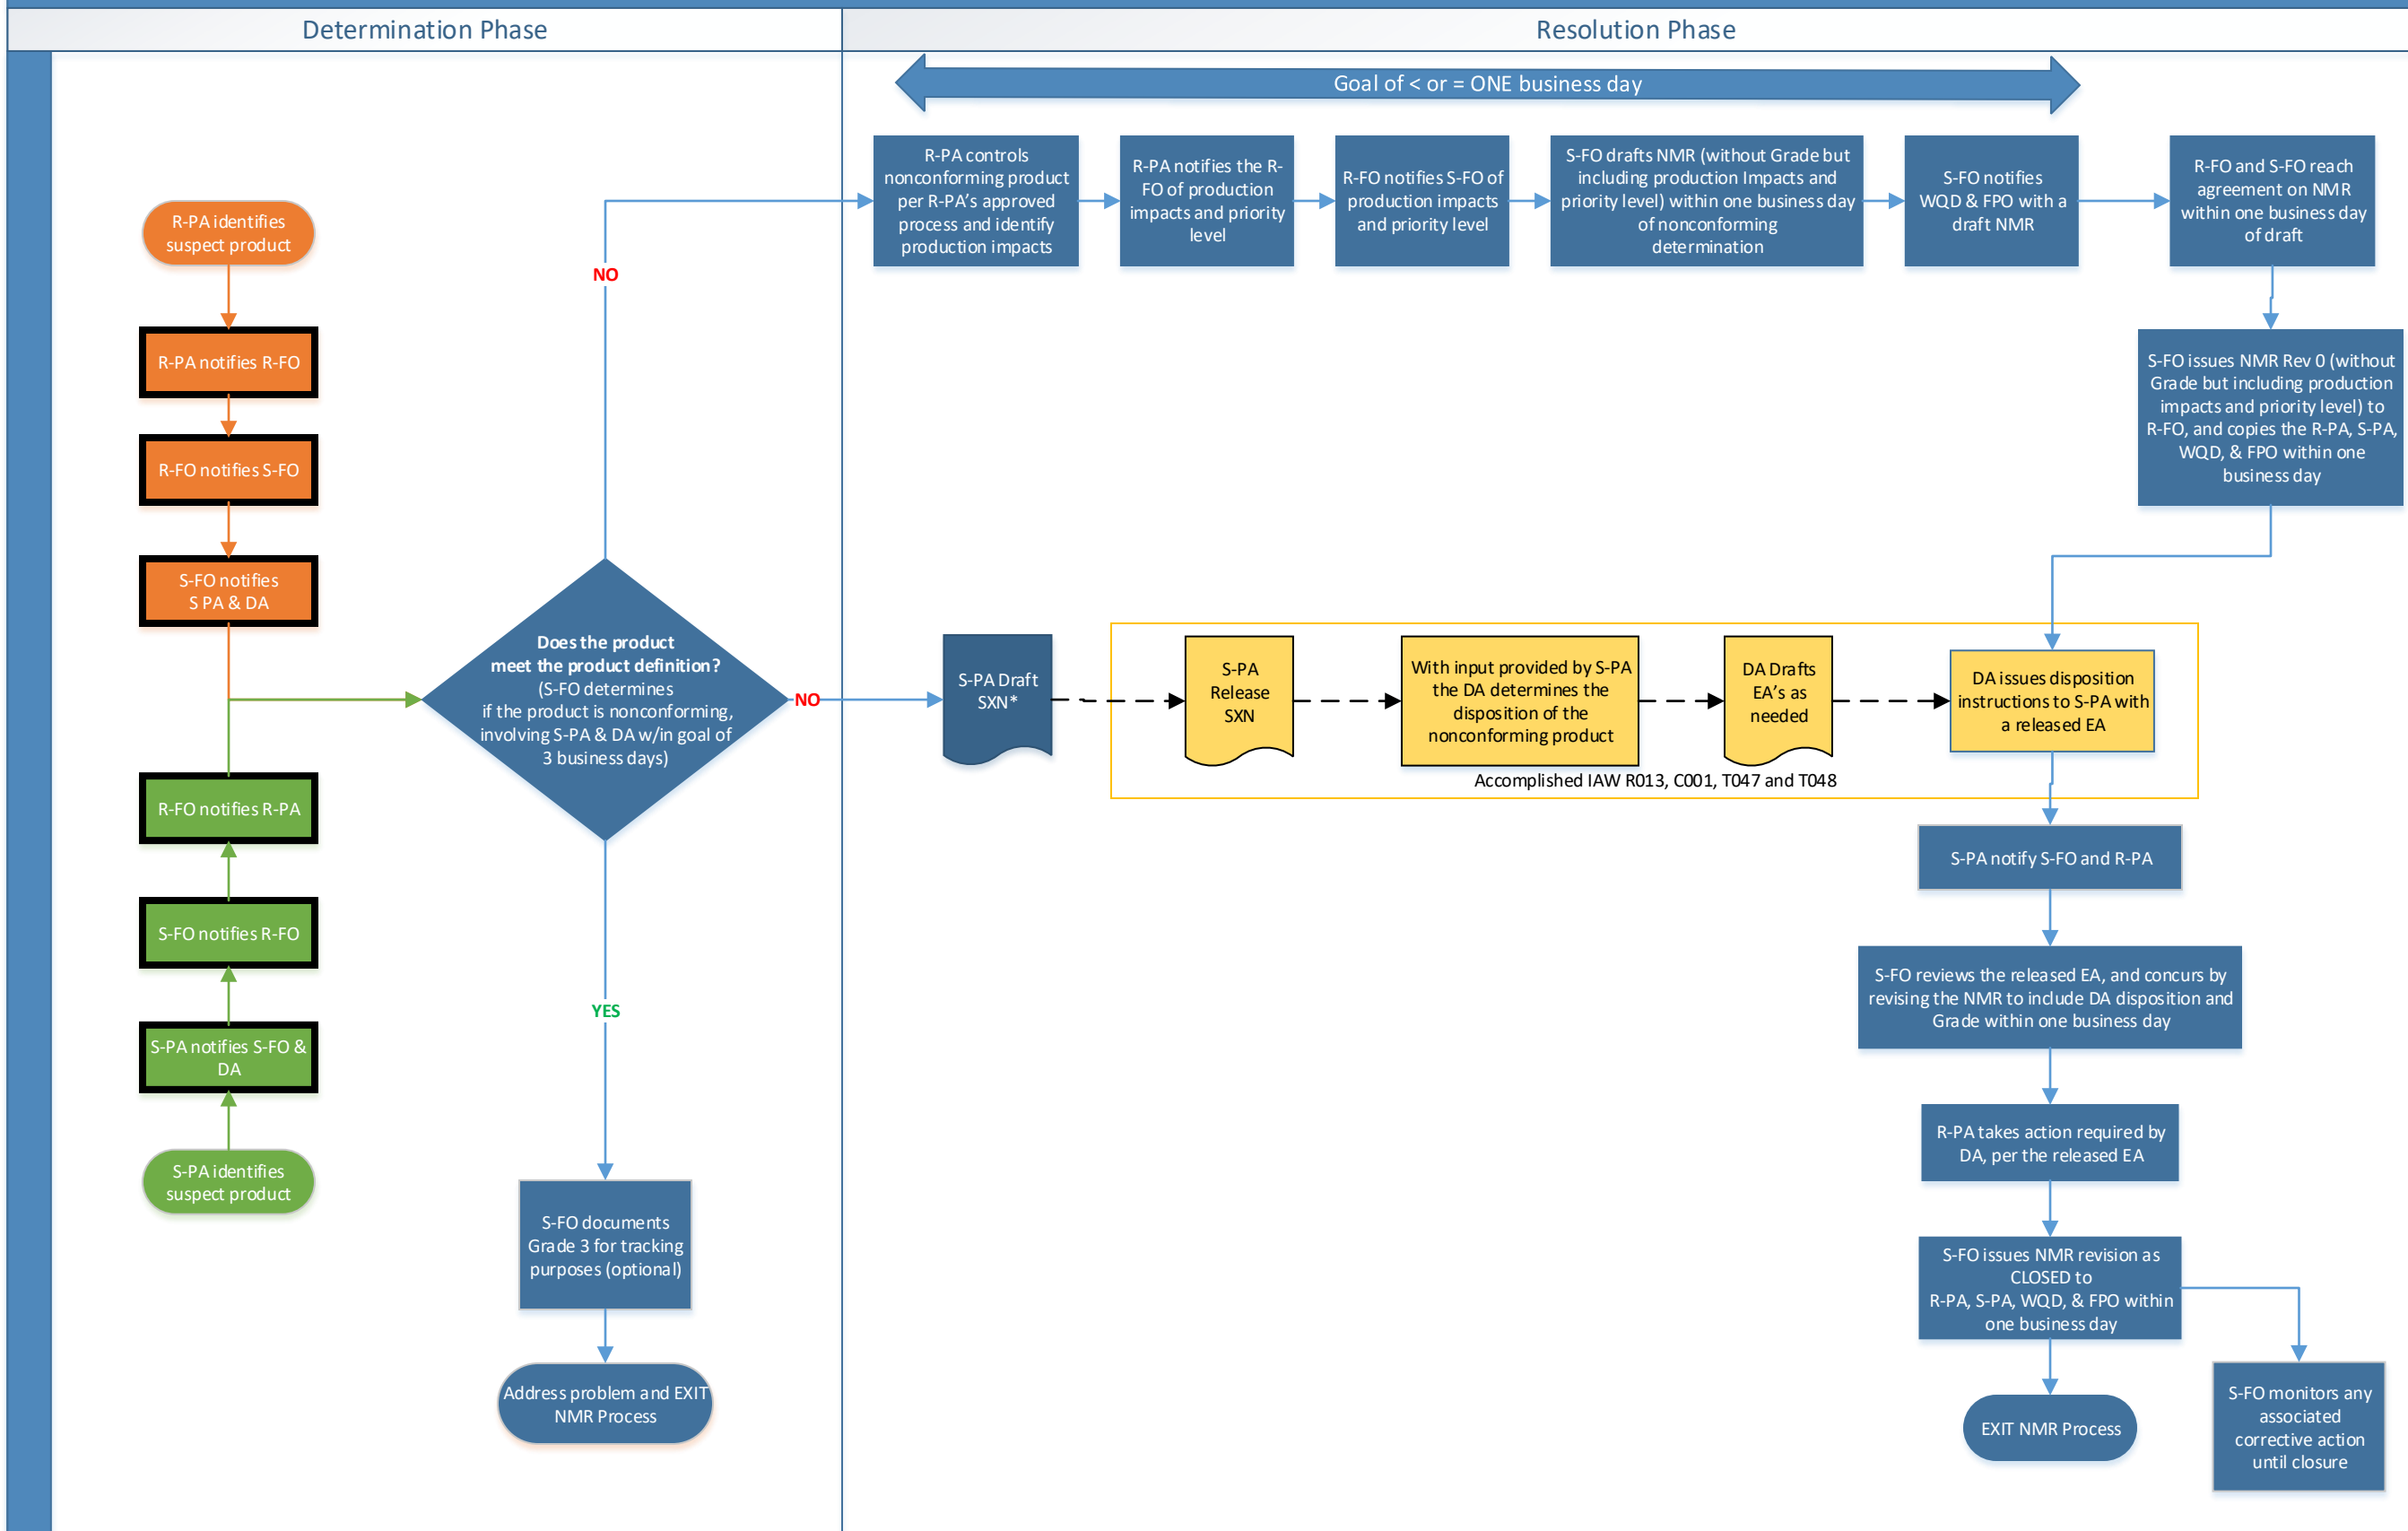 Determination Phase
Resolution Phase
Goal of < or = ONE business day
R-PA identifies
suspect product
R-PA notifies R-FO
R-FO notifies S-FO
S-FO notifies
S PA & DA
R-FO notifies R-PA
S-FO notifies R-FO
S-PA notifies S-FO &
DA
S-PA identifies
suspect product
Does the product
meet the product definition?
(S-FO determines
if the product is nonconforming,
involving S-PA & DA w/in goal of
3 business days)
NO
NO
YES
S-FO documents
Grade 3 for tracking
purposes (optional)
Address problem and EXIT
NMR Process
R-PA controls
nonconforming product
per R-PA’s approved
process and identify
production impacts
R-PA notifies the R-
FO of production
impacts and priority
level
R-FO notifies S-FO of
production impacts
and priority level
S-FO drafts NMR (without Grade but
including production Impacts and
priority level) within one business day
of nonconforming
determination
S-FO notifies
WQD & FPO with a
draft NMR
R-FO and S-FO reach
agreement on NMR
within one business day
of draft
S-FO issues NMR Rev 0 (without
Grade but including production
impacts and priority level) to
R-FO, and copies the R-PA, S-PA,
WQD, & FPO within one
business day
S-PA Draft
SXN*
S-PA
Release
SXN
With input provided by S-PA
the DA determines the
disposition of the
nonconforming product
DA Drafts
EA’s as
needed
DA issues disposition
instructions to S-PA with
a released EA
Accomplished IAW R013, C001, T047 and T048
S-PA notify S-FO and R-PA
S-FO reviews the released EA, and concurs by
revising the NMR to include DA disposition and
Grade within one business day
R-PA takes action required by
DA, per the released EA
S-FO issues NMR revision as
CLOSED to
R-PA, S-PA, WQD, & FPO within
one business day
EXIT NMR Process
S-FO monitors any
associated
corrective action
until closure